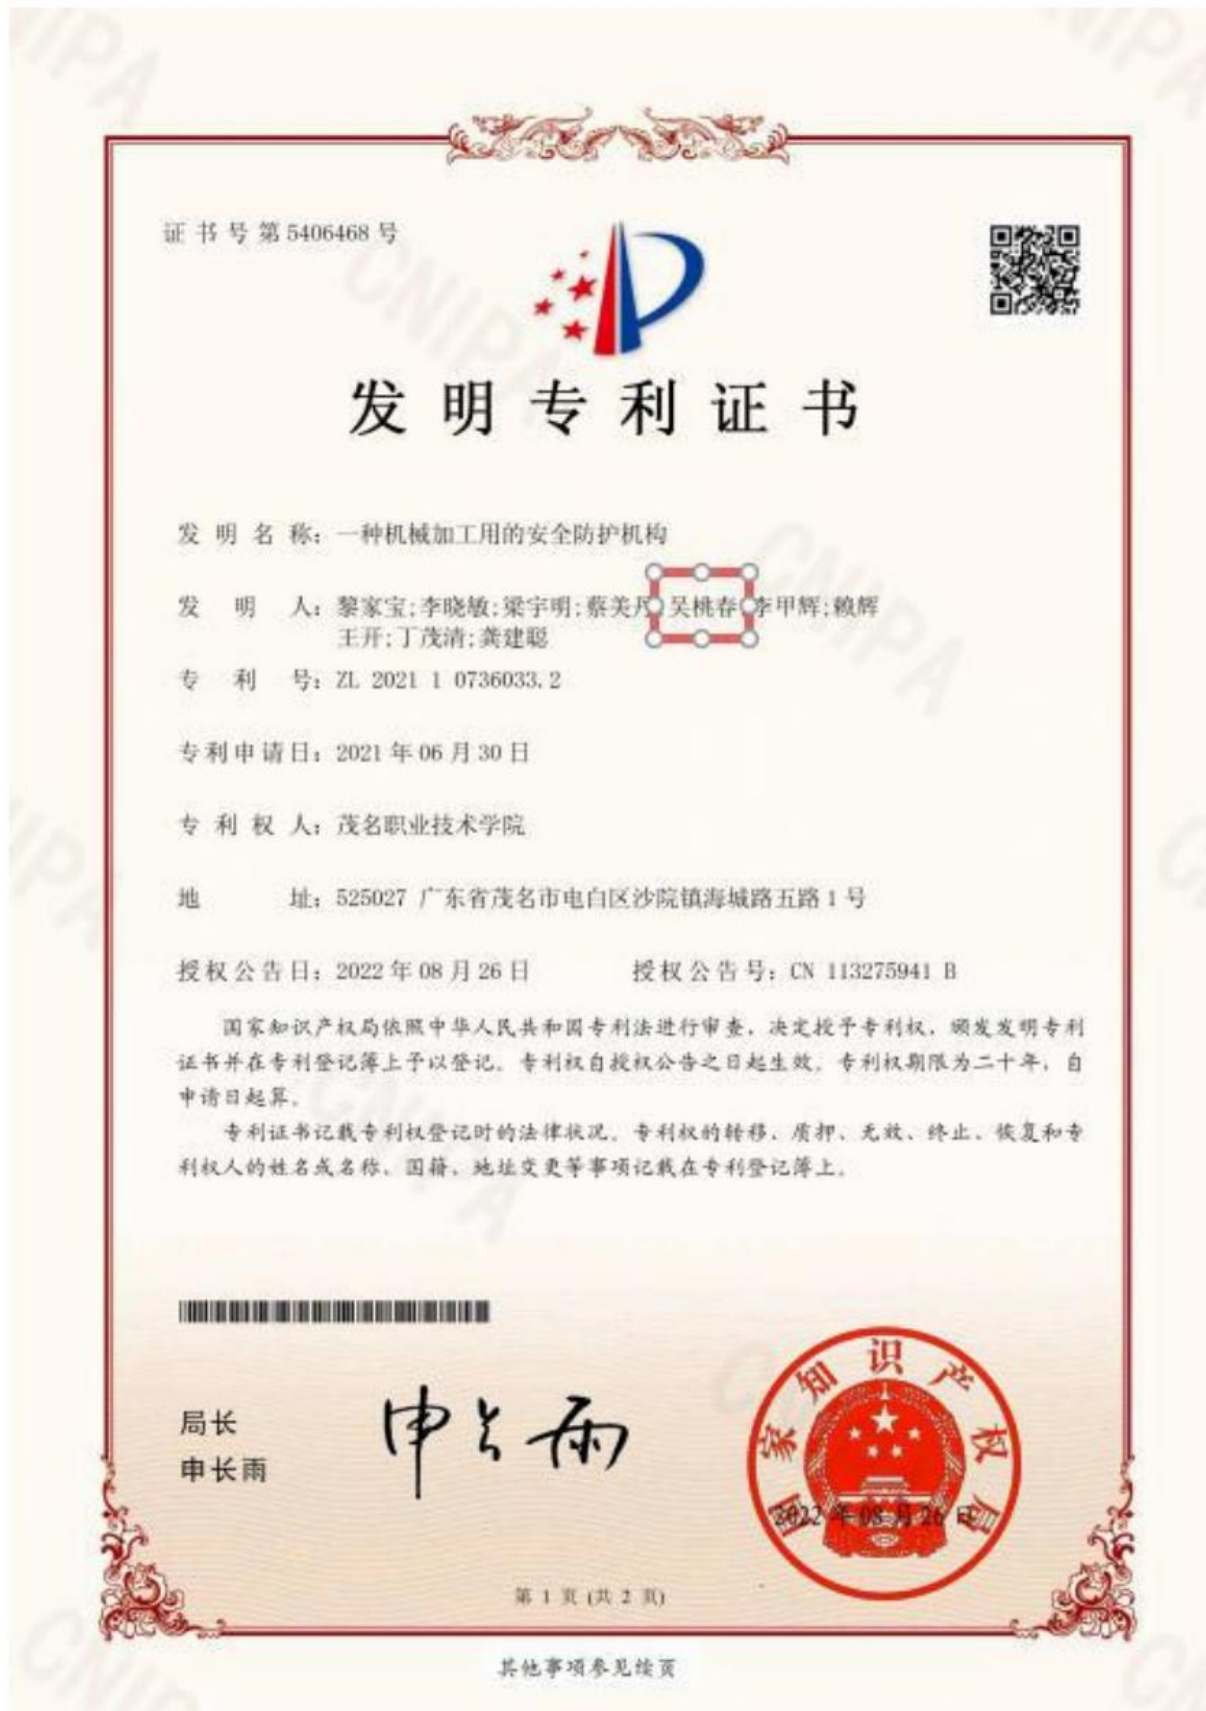 证书号第5406468号
发明专利证书
发明名称：一种机械加工用的安全防护机构
发明人：黎家宝;李晓敏;梁宇明;蔡美丹;吴桃春;李甲辉;赖辉
王开;丁茂清;龚建聪
专利号：ZL 2021 1 0736033.2
专利申请日：2021年06月30日
专利权人：茂名职业技术学院
地址：525027 广东省茂名市电白区沙院镇海城路五路1号
授权公告日：2022年08月26日 授权公告号：CN 113275941 B
国家知识产权局依照中华人民共和国专利法进行审查，决定授予专利权，颁发发明专利
证书并在专利登记簿上予以登记。专利权自授权公告之日起生效。专利权期限为二十年，自
申请日起算。
专利证书记载专利权登记时的法律状况。专利权的转移、质押、无效、终止、恢复和专
利权人的姓名或名称、国籍、地址变更等事项记载在专利登记簿上。
局长
申长雨
申长雨
国家知识产权局
2022年08月26日
第 1 页 (共 2 页)
其他事项参见续页
CNIPA